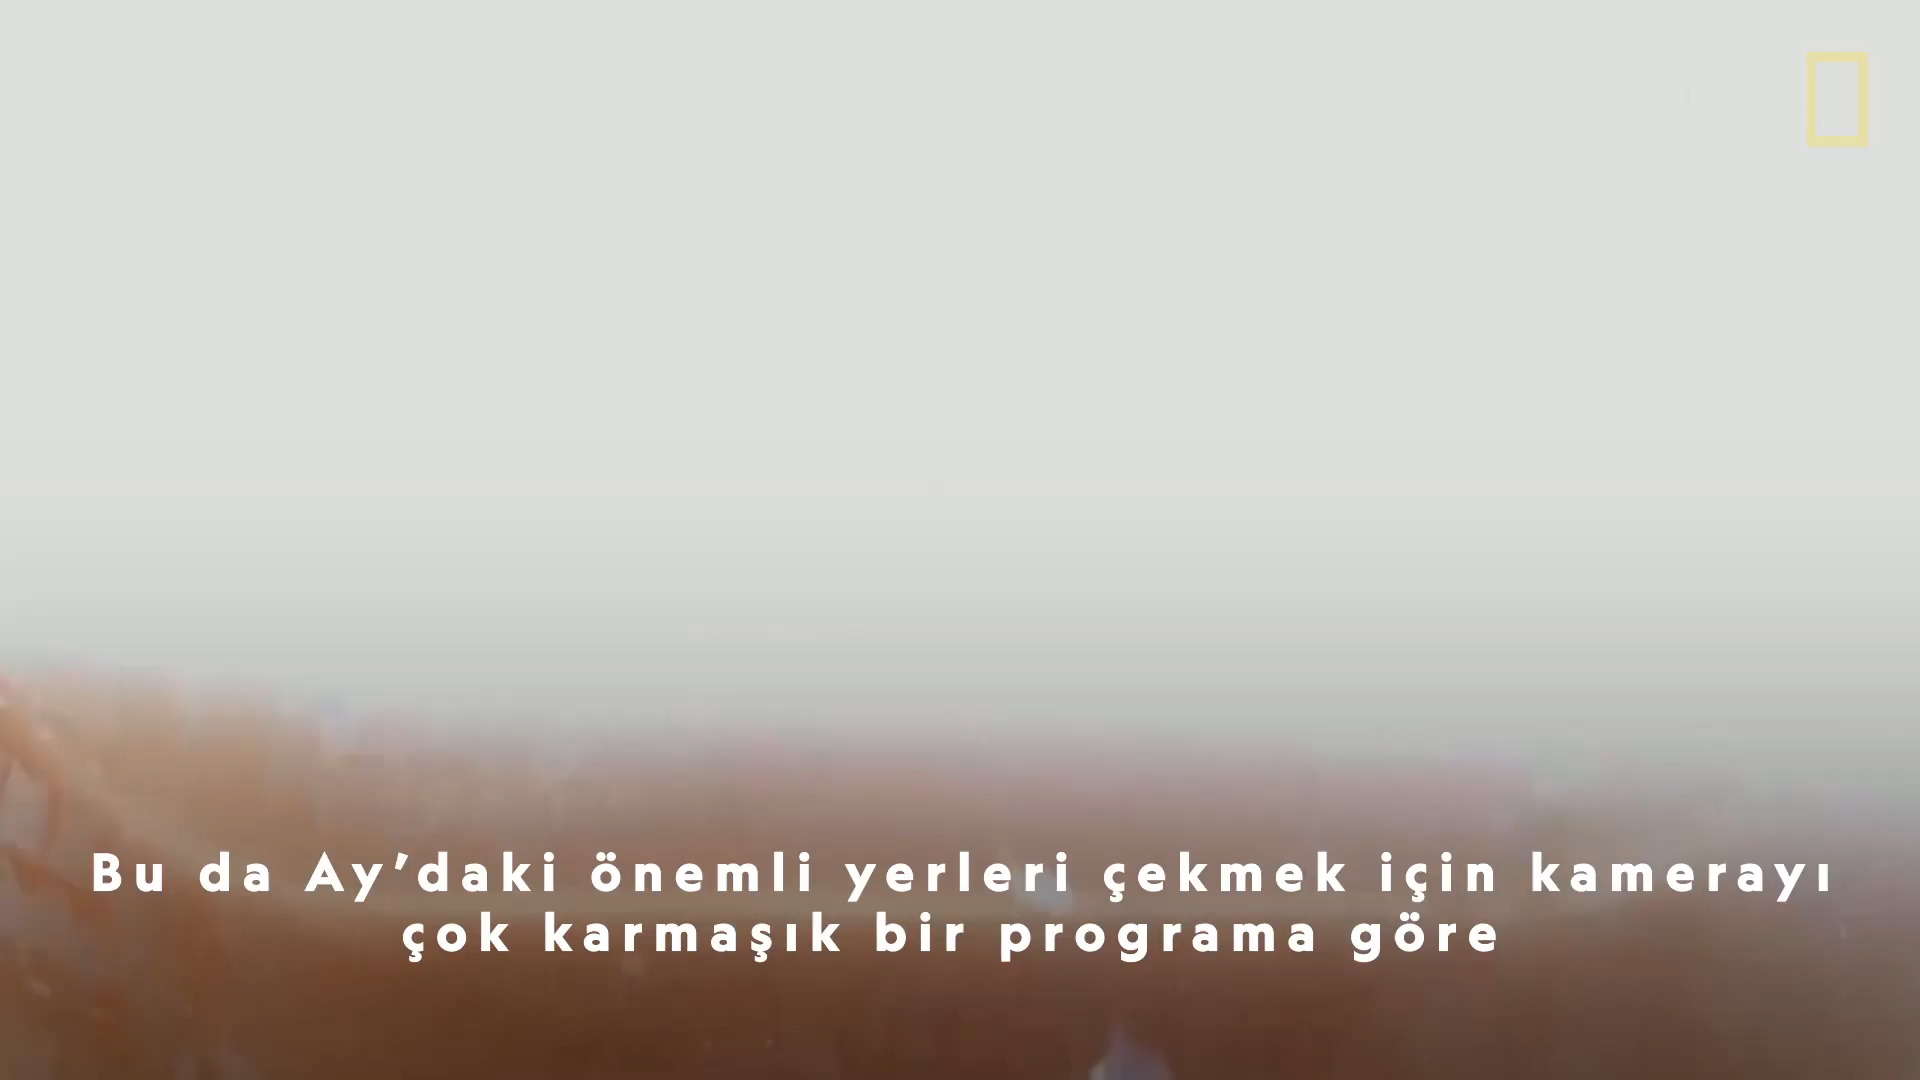 Bu da Ay’daki önemli yerleri çekmek için kamerayı
çok karmaşık bir programa göre